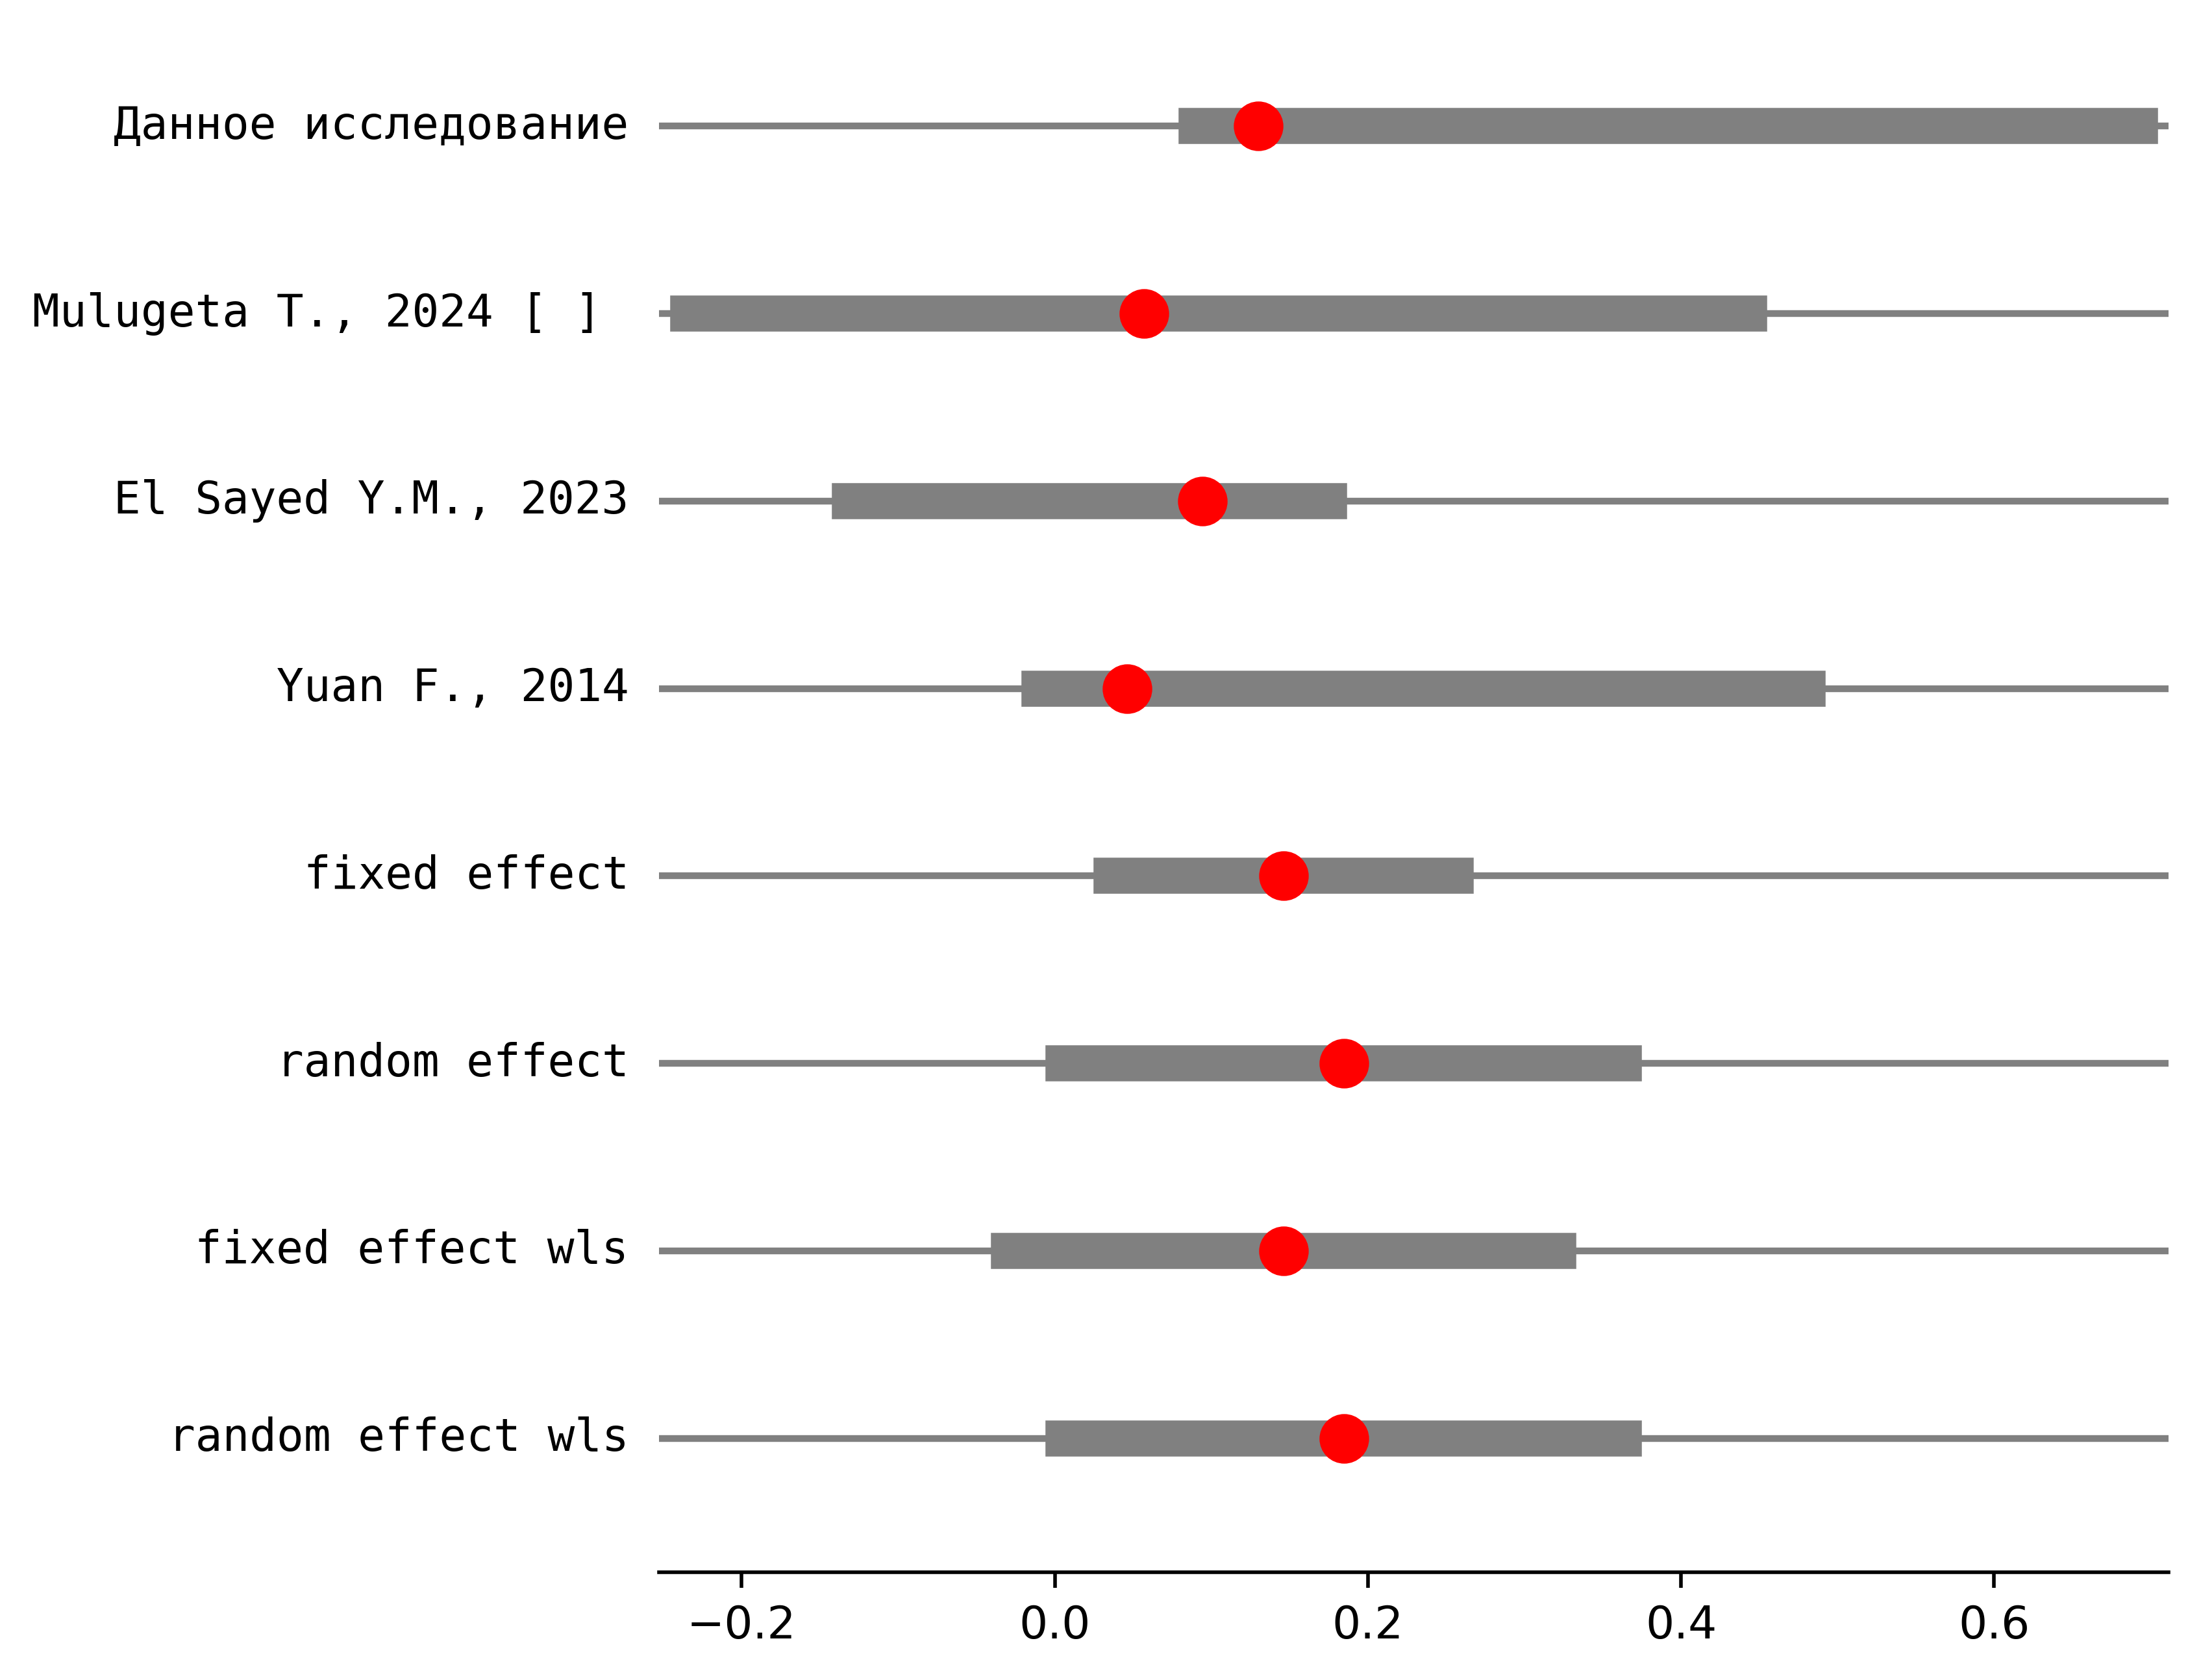 Данное исследование
Mulugeta T., 2024 [ ]
El Sayed Y.M., 2023
Yuan F., 2014
fixed effect
random effect
fixed effect wls
random effect wls
−0.2 0.0 0.2 0.4 0.6